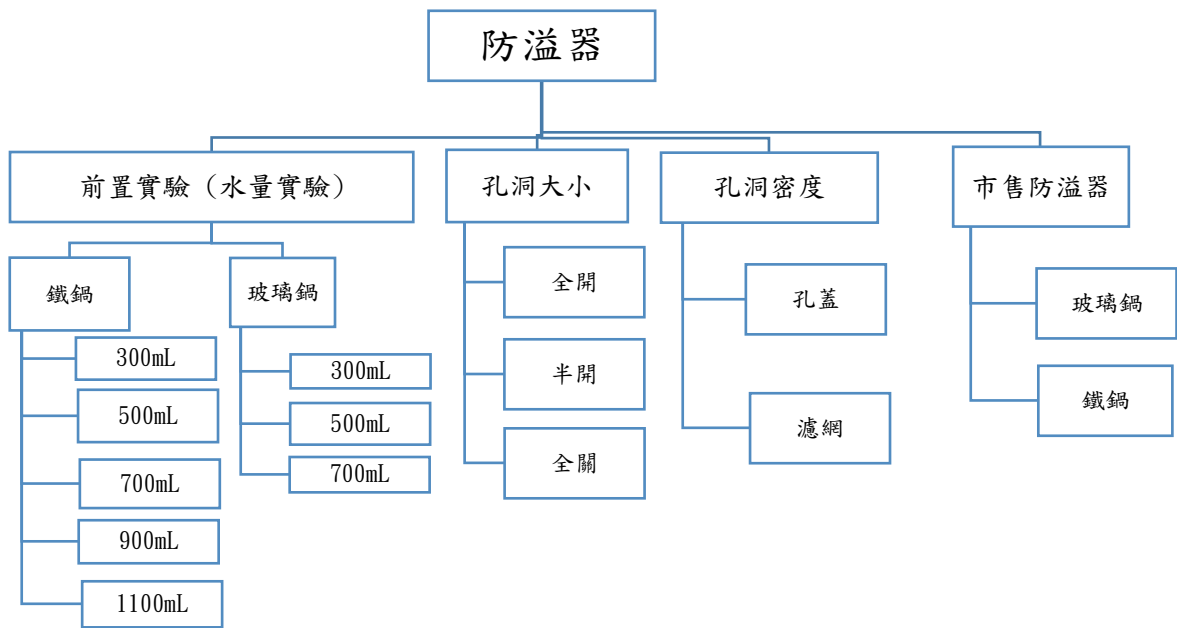 防溢器
前置實驗（水量實驗）
鐵鍋
300mL
500mL
700mL
900mL
1100mL
玻璃鍋
300mL
500mL
700mL
孔洞大小
全開
半開
全關
孔洞密度
孔蓋
濾網
市售防溢器
玻璃鍋
鐵鍋